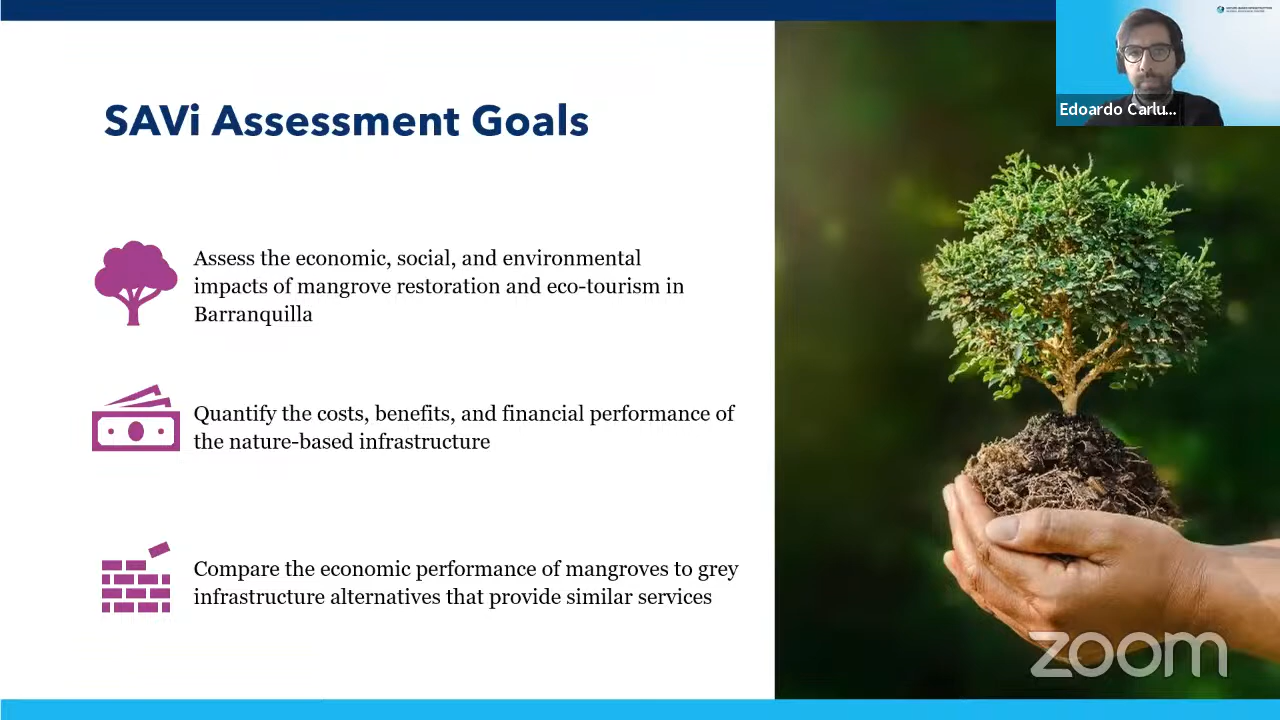 SAVi Assessment Goals
Edoardo Carlu...
Assess the economic, social, and environmental
impacts of mangrove restoration and eco-tourism in
Barranquilla
Quantify the costs, benefits, and financial performance of
the nature-based infrastructure
Compare the economic performance of mangroves to grey
infrastructure alternatives that provide similar services
zoom